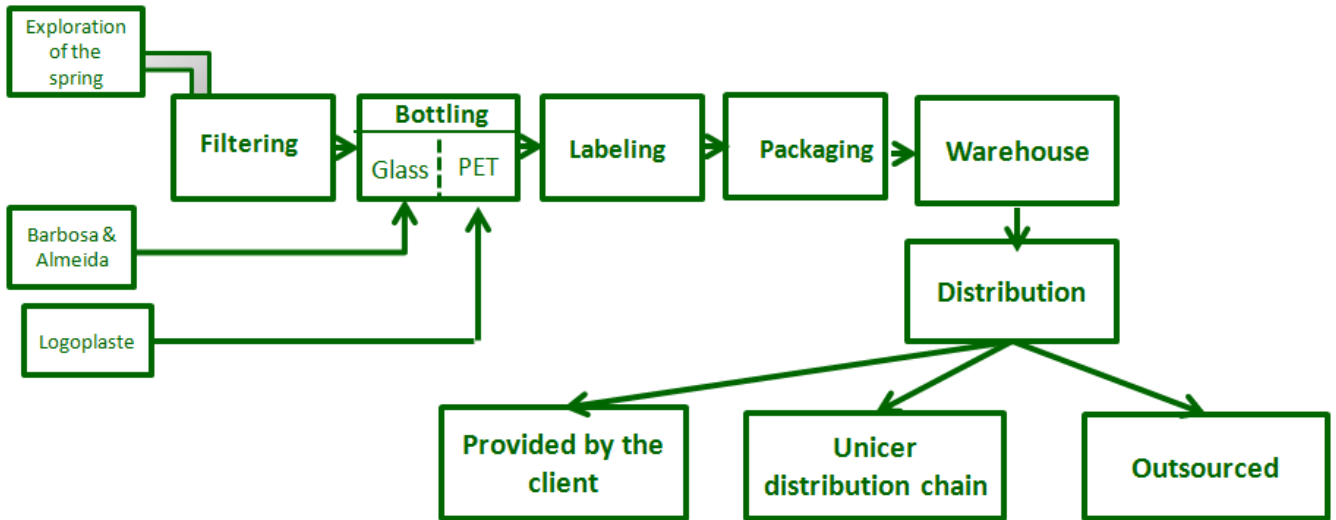 Exploration
of the
spring
Filtering
Bottling
Glass
PET
Labeling
Packaging
Warehouse
Barbosa &
Almeida
Distribution
Logoplaste
Provided by the
client
Unicer
distribution chain
Outsourced